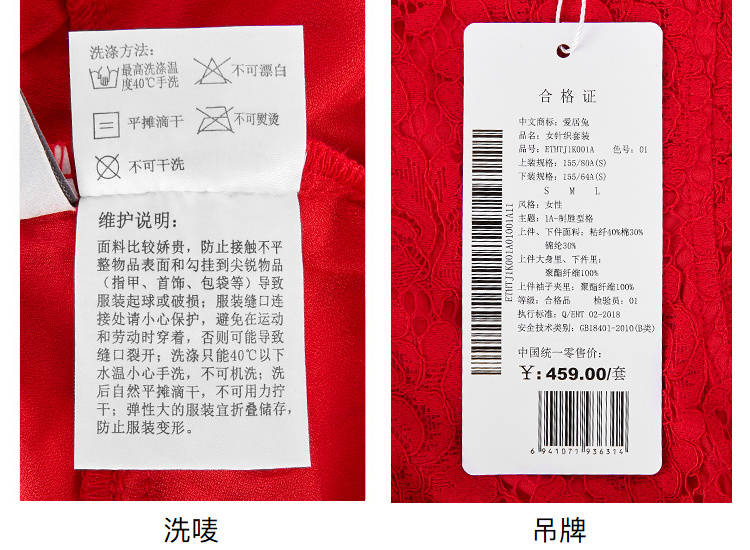 洗涤方法：
最高洗涤温
度40℃手洗
不可漂白
平摊滴干
不可熨烫
不可干洗
维护说明：
面料比较娇贵，防止接触不平
整物品表面和勾挂到尖锐物品
（指甲、首饰、包袋等）导致
服装起球或破损；服装缝口连
接处请小心保护，避免在运动
和劳动时穿着，否则可能导致
缝口裂开；洗涤只能40℃以下
水温小心手洗，不可机洗；洗
后自然平摊滴干，不可用力拧
干；弹性大的服装宜折叠储存，
防止服装变形。
洗唛
合格证
中文商标：爱居兔
品名：女针织套装
品号：ETHTJ1K001A 色号：01
上装规格：155/80A(S)
下装规格：155/64A(S)
S M L
风格：女性
主题：1A-制胜型格
上件、下件面料：粘纤40%棉30%
锦纶30%
上件大身里、下件里：
聚酯纤维100%
上件袖子夹里：聚酯纤维100%
等级：合格品 检验员：01
执行标准：Q/EHT 02-2018
安全技术类别：GB18401-2010(B类)
中国统一零售价：
¥：459.00/套
6 941071 936314
ETHTJ1K001A01001A11
吊牌